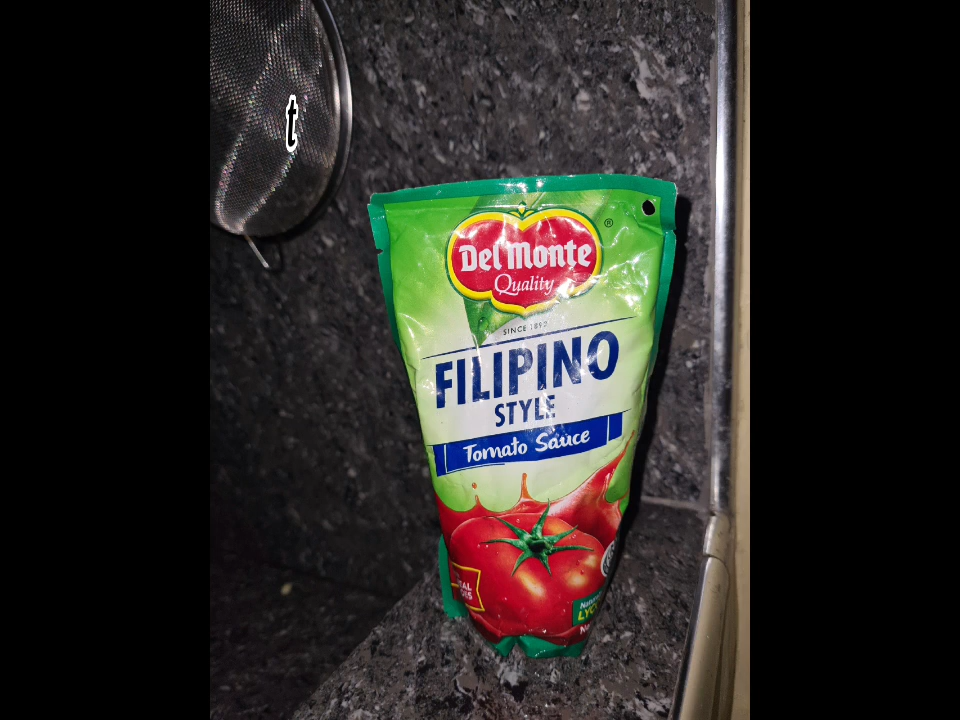 t
Del Monte
®
Quality
SINCE 1892
FILIPINO
STYLE
Tomato Sauce